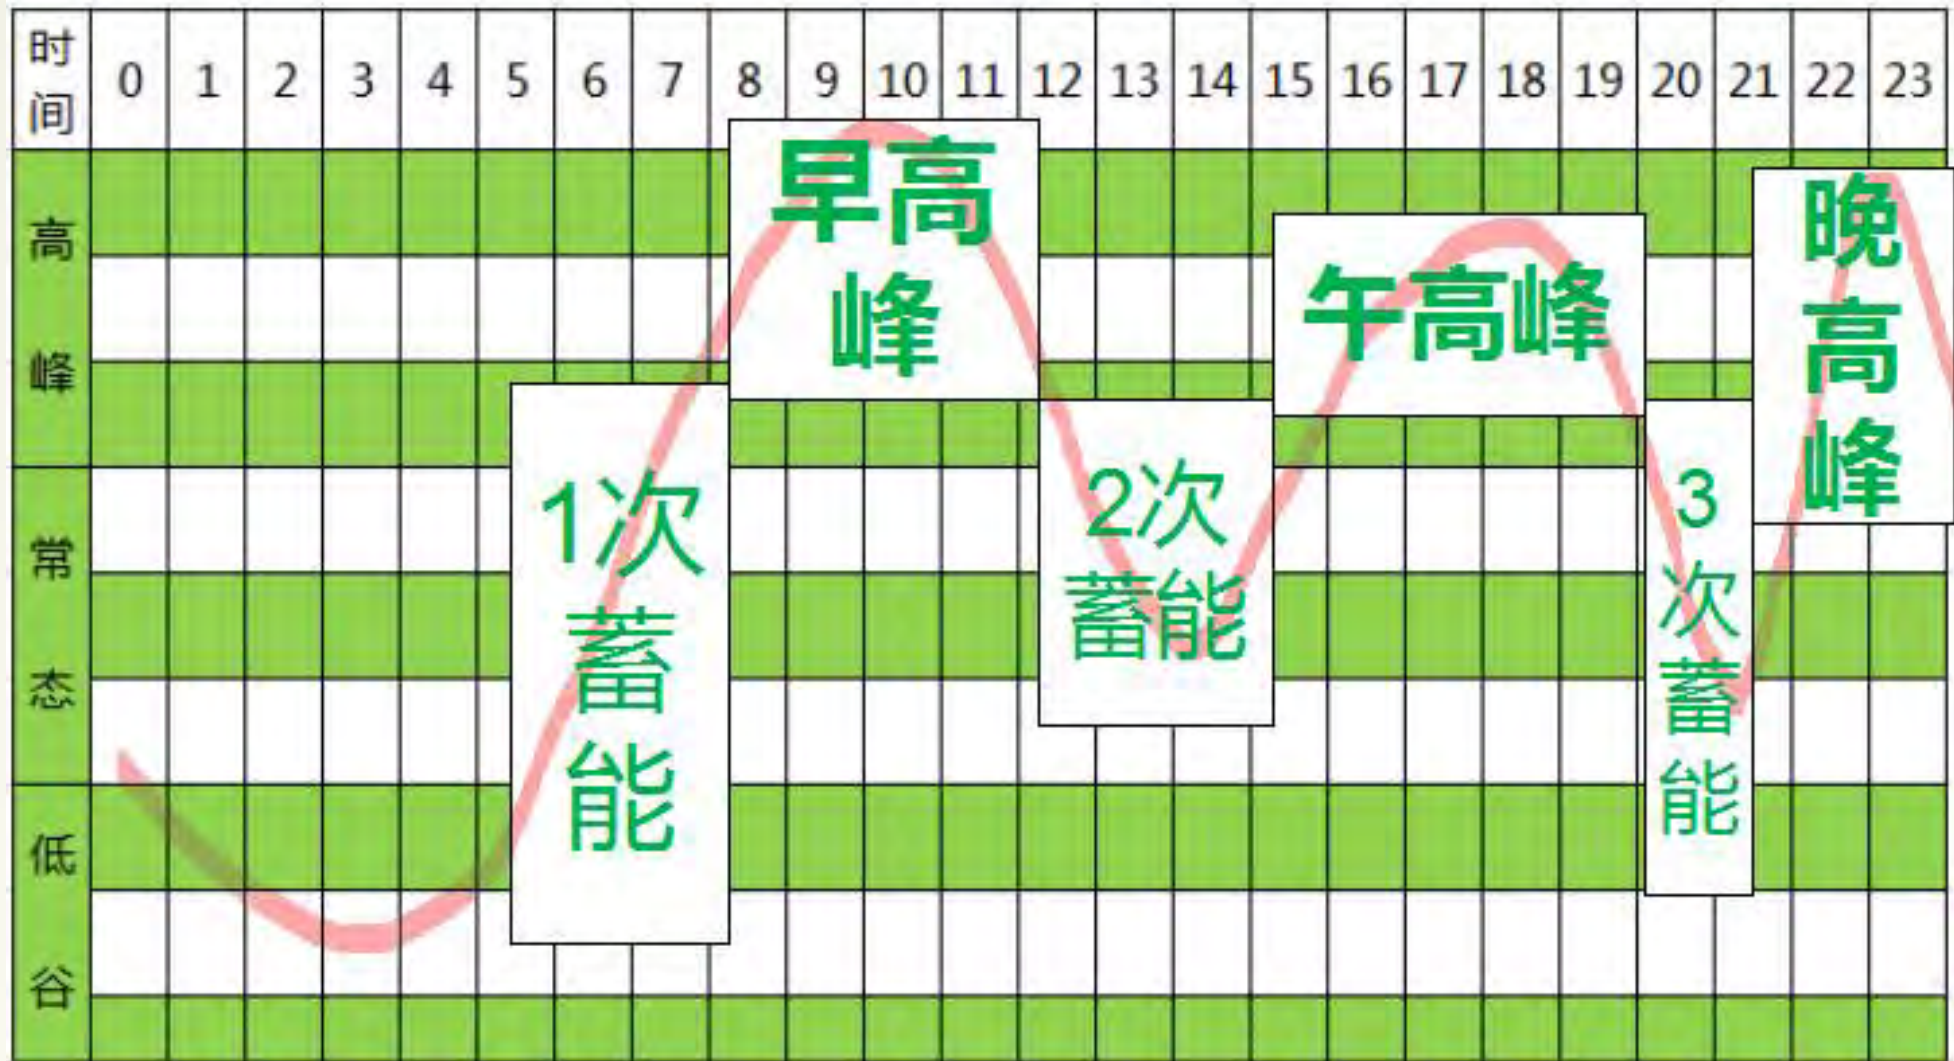 时
间
0 1 2 3 4 5 6 7 8 9 10 11 12 13 14 15 16 17 18 19 20 21 22 23
高
峰
常
态
低
谷
1次
蓄
能
早高
峰
2次
蓄能
午高峰
3
次
蓄
能
晚
高
峰